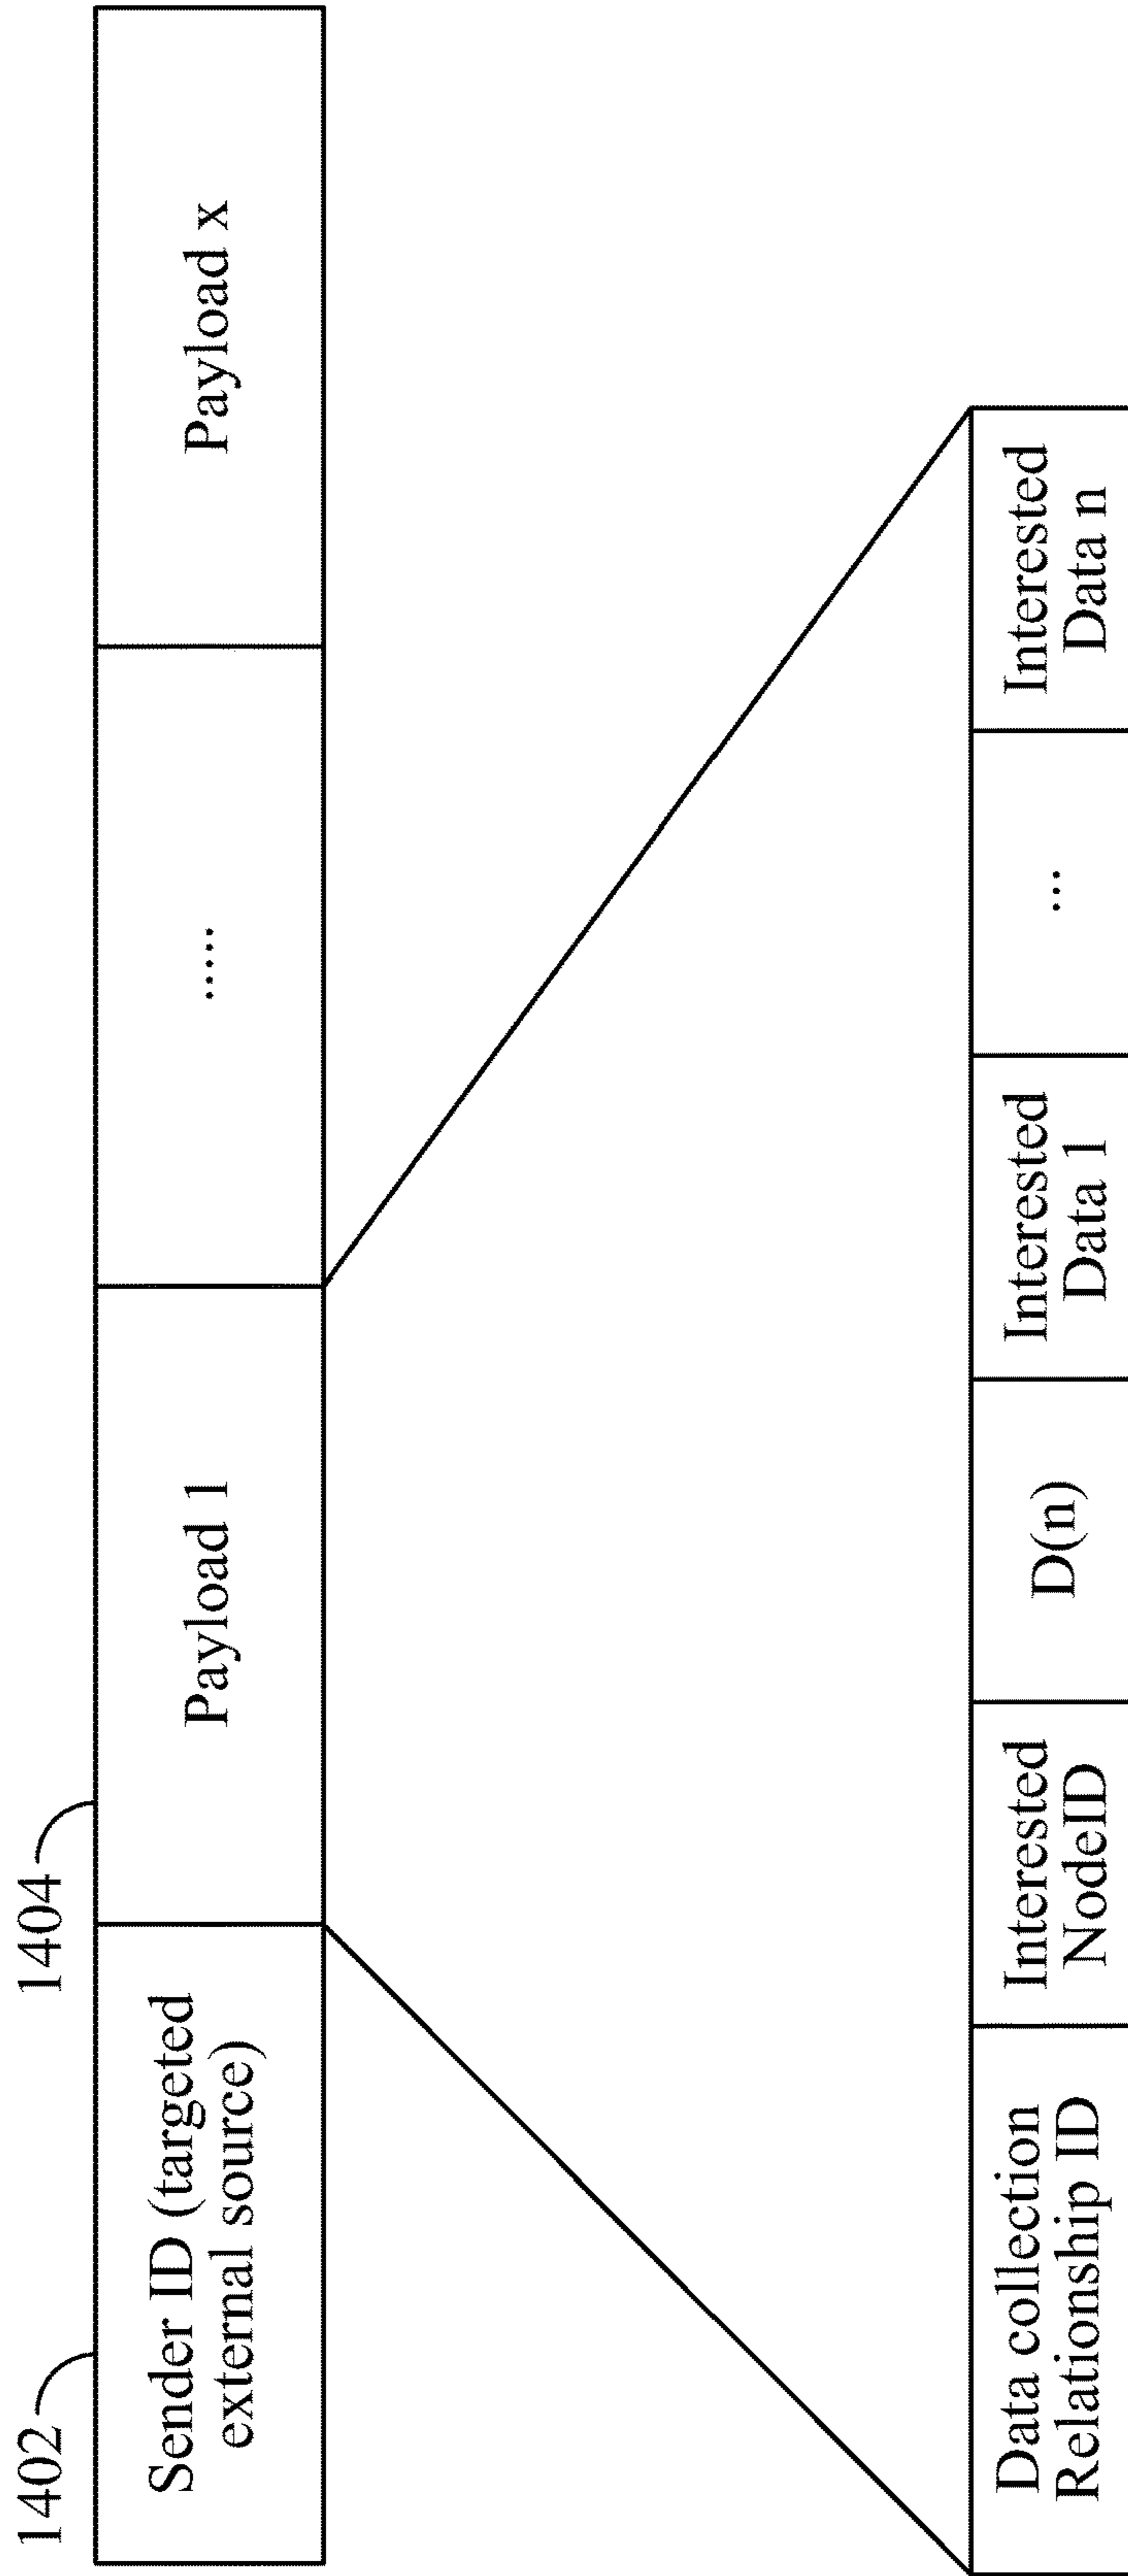 1402
1404
Sender ID (targeted
external source)
Payload 1
.....
Payload x
Data collection
Relationship ID
Interested
NodeID
D(n)
Interested
Data 1
...
Interested
Data n